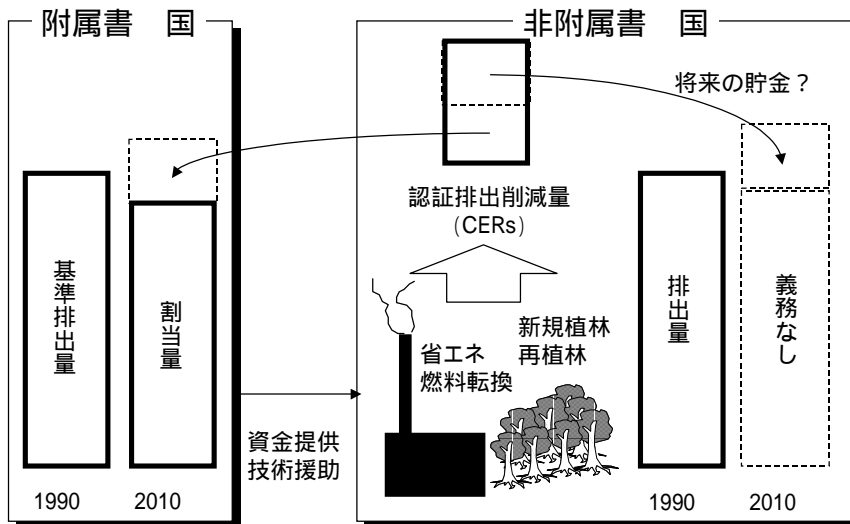 附属書　国
非附属書　国
将来の貯金？
認証排出削減量
(CERs)
基準排出量
割当量
排出量
義務なし
省エネ
燃料転換
新規植林
再植林
資金提供
技術援助
1990
2010
1990
2010